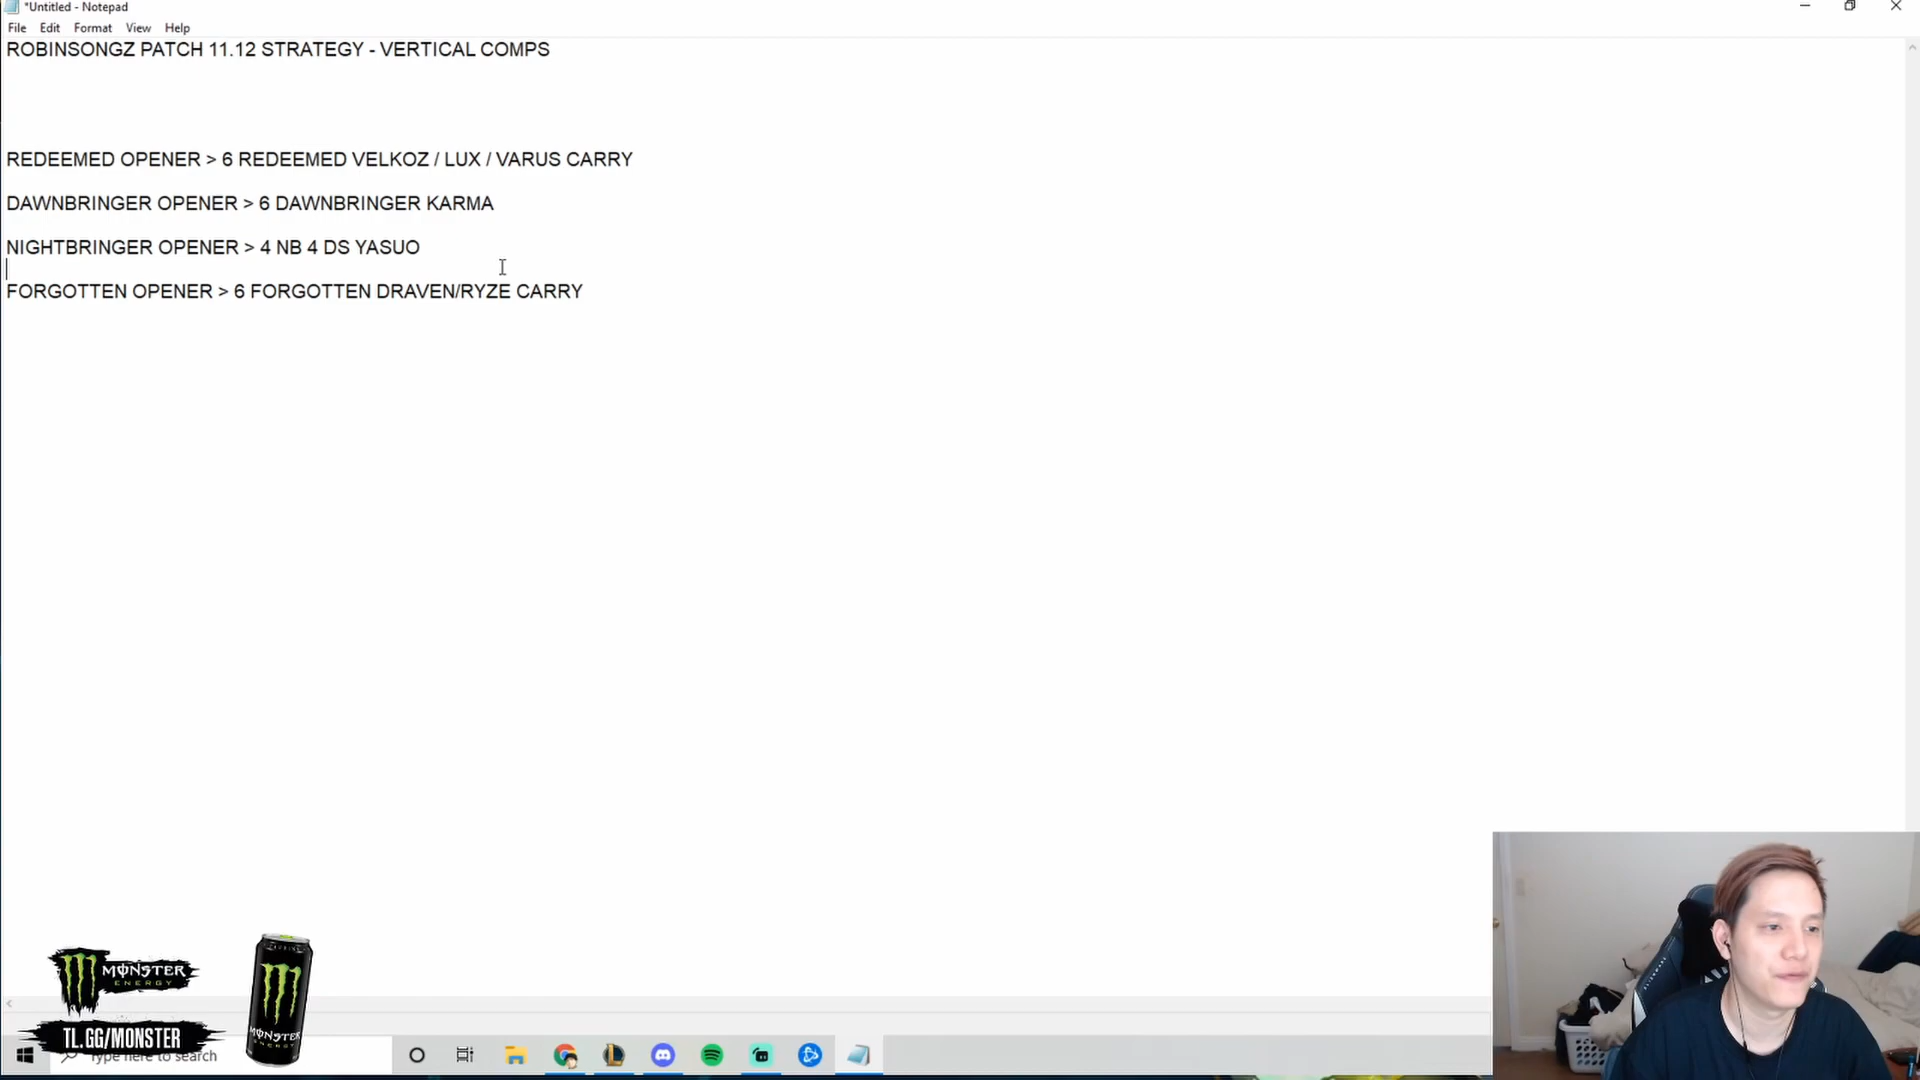 *Untitled - Notepad
File Edit Format View Help
ROBINSONGZ PATCH 11.12 STRATEGY - VERTICAL COMPS
REDEEMED OPENER > 6 REDEEMED VELKOZ / LUX / VARUS CARRY
DAWNBRINGER OPENER > 6 DAWNBRINGER KARMA
NIGHTBRINGER OPENER > 4 NB 4 DS YASUO
FORGOTTEN OPENER > 6 FORGOTTEN DRAVEN/RYZE CARRY
MONSTER
ENERGY
TL.GG/MONSTER
MONSTER
ENERGY
Type here to search